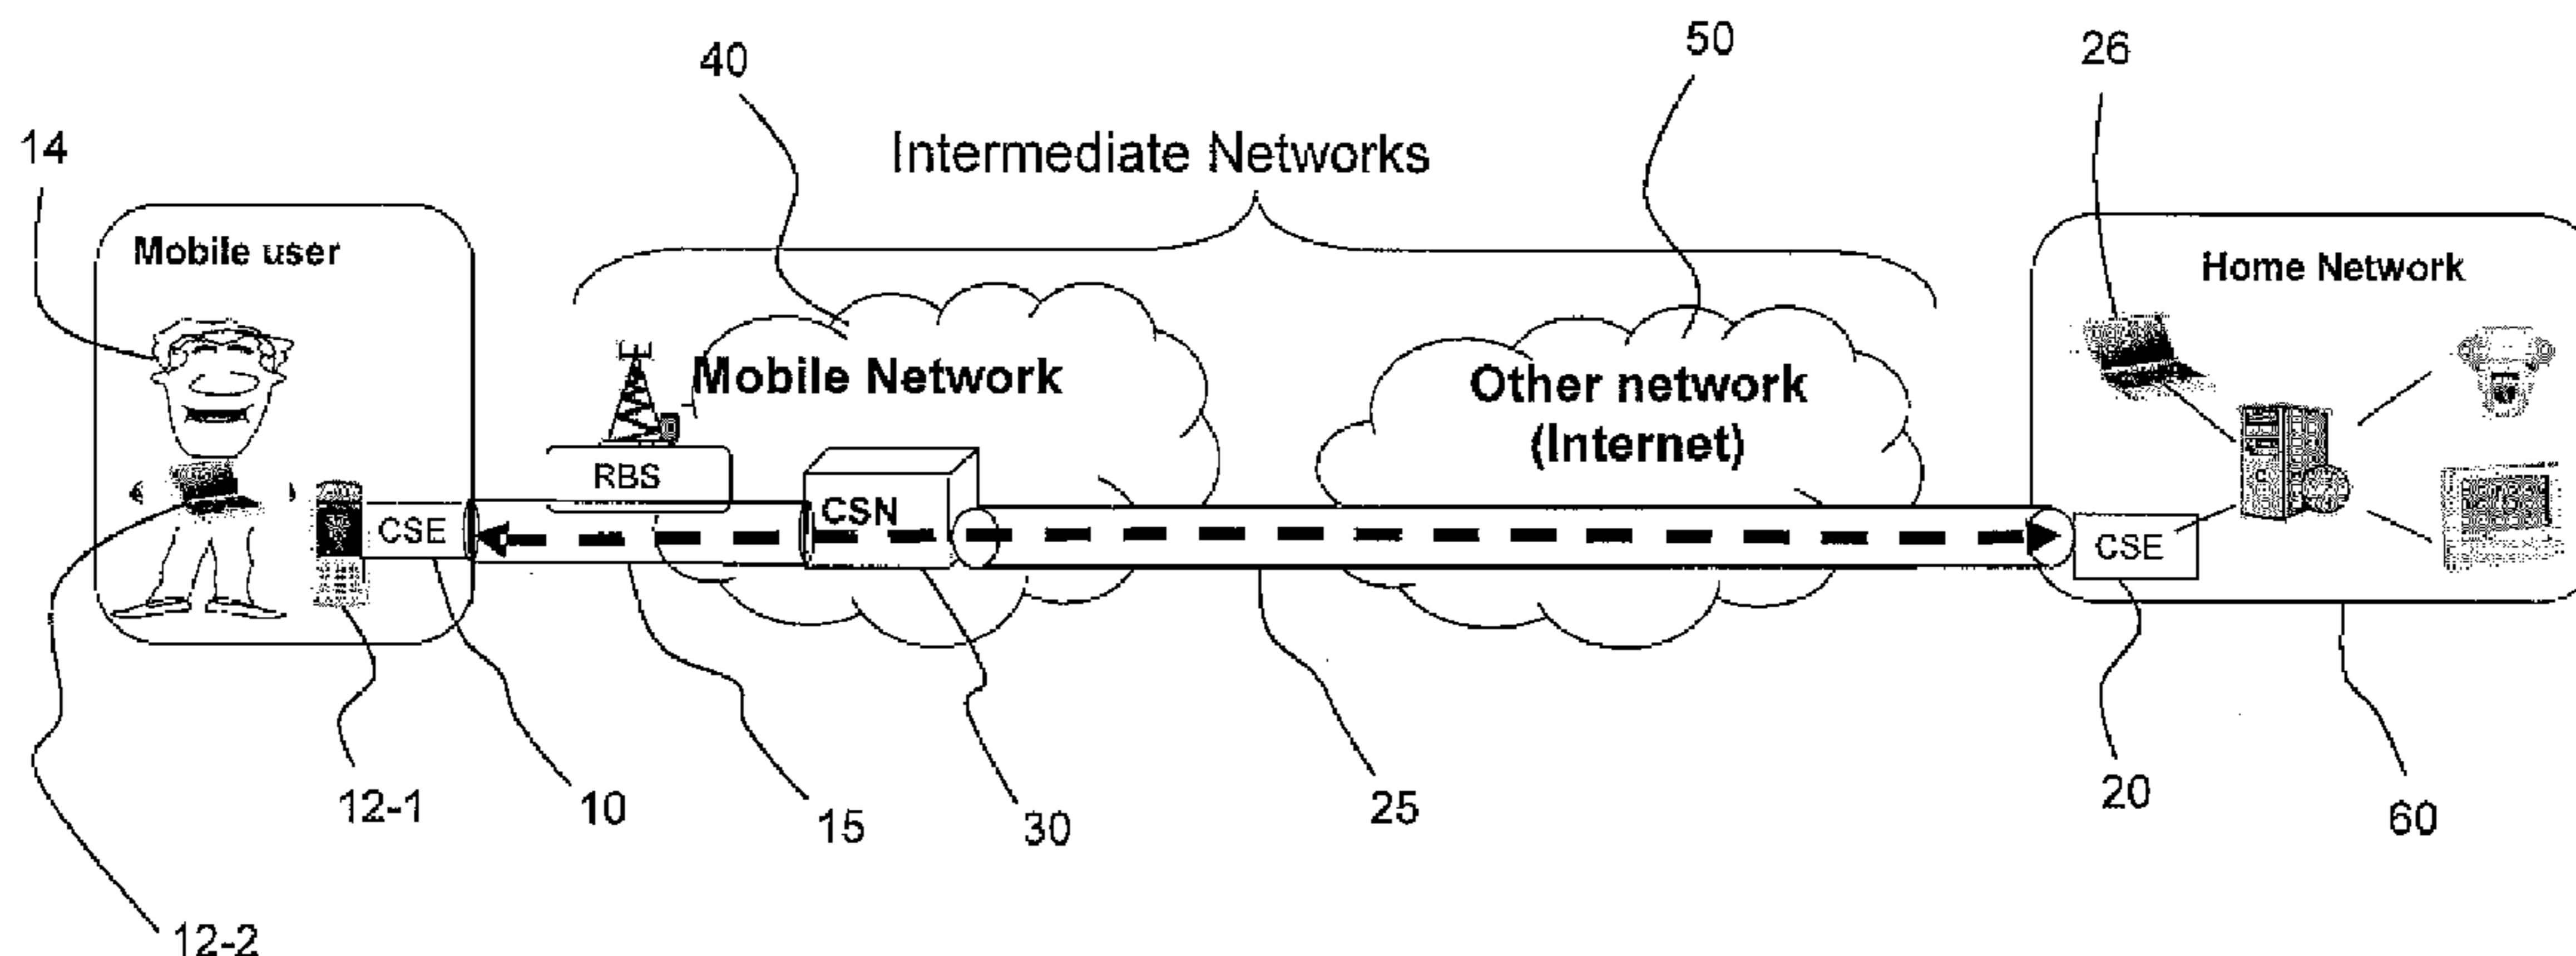 40
50
26
14
Intermediate Networks
Mobile user
Home Network
Mobile Network
Other network
(Internet)
RBS
CSE
CSN
CSE
12-1
10
15
30
25
20
60
12-2